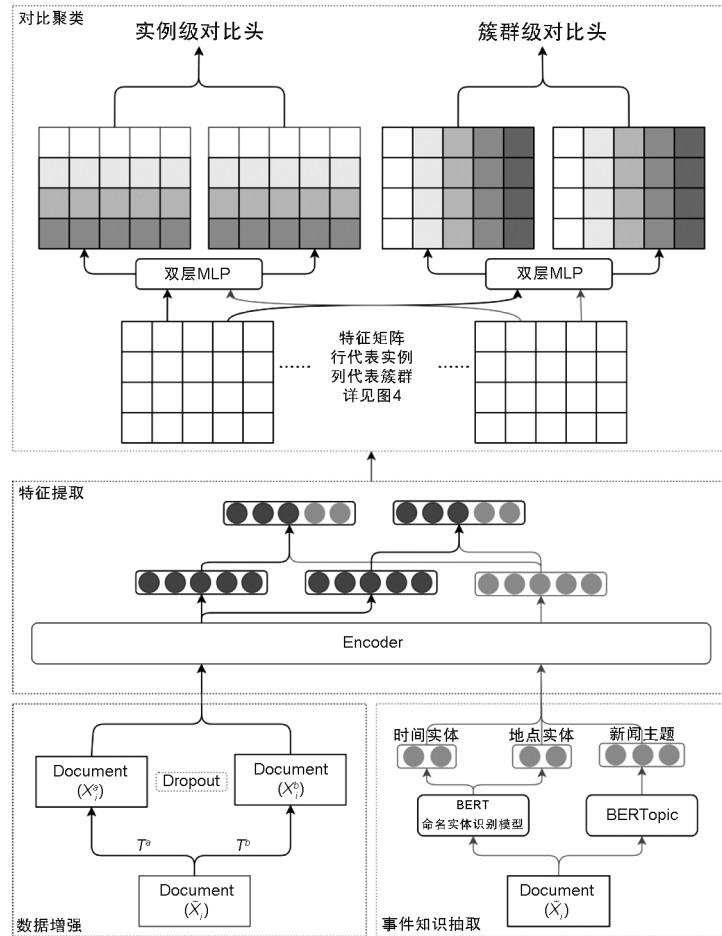 对比聚类
实例级对比头
簇群级对比头
双层MLP
双层MLP
特征矩阵
行代表实例
列代表簇群
详见图4
特征提取
Encoder
时间实体
地点实体
新闻主题
Document
(X_i^a)
Dropout
Document
(X_i^b)
BERT
命名实体识别模型
BERTopic
T^a
T^b
Document
(X̃_i)
Document
(X̃_i)
数据增强
事件知识抽取